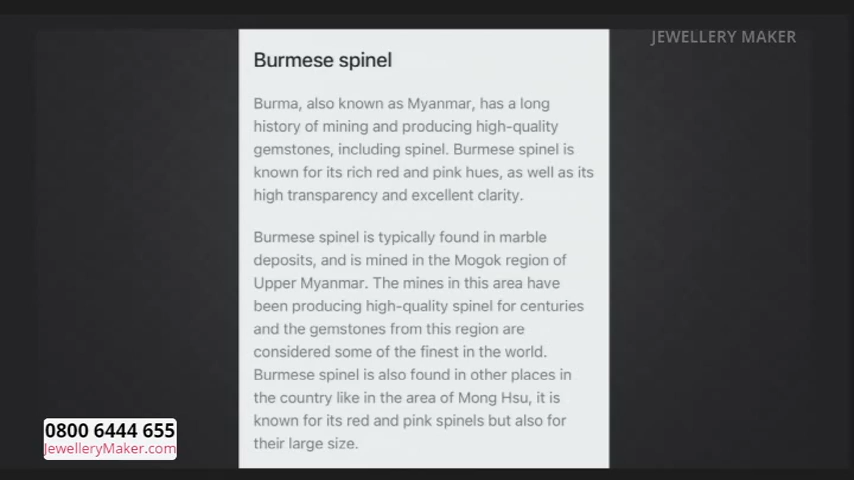 JEWELLERY MAKER
Burmese spinel
Burma, also known as Myanmar, has a long
history of mining and producing high-quality
gemstones, including spinel. Burmese spinel is
known for its rich red and pink hues, as well as its
high transparency and excellent clarity.
Burmese spinel is typically found in marble
deposits, and is mined in the Mogok region of
Upper Myanmar. The mines in this area have
been producing high-quality spinel for centuries
and the gemstones from this region are
considered some of the finest in the world.
Burmese spinel is also found in other places in
the country like in the area of Mong Hsu, it is
known for its red and pink spinels but also for
their large size.
0800 6444 655
JewelleryMaker.com